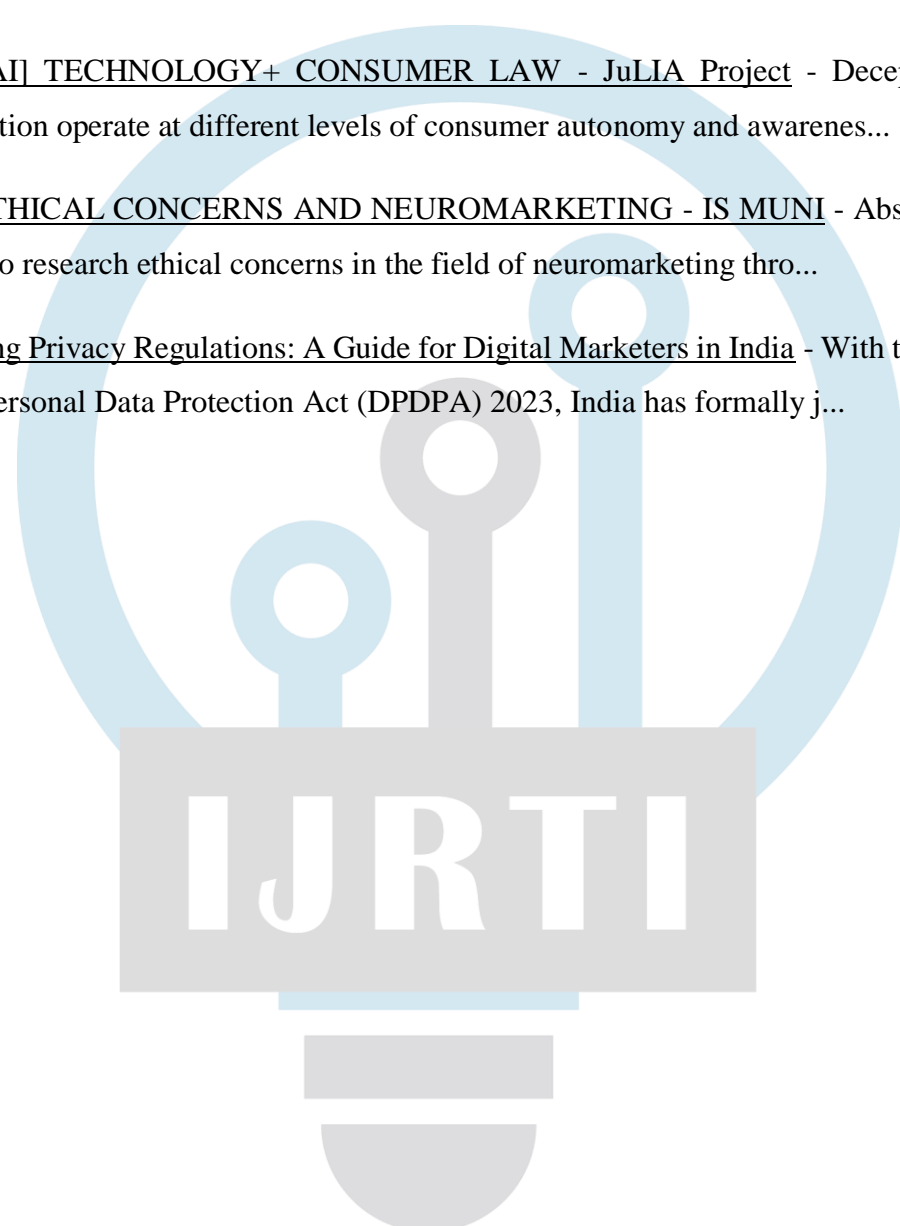 AI] TECHNOLOGY+ CONSUMER LAW - JuLIA Project - Decep
tion operate at different levels of consumer autonomy and awarenes...
THICAL CONCERNS AND NEUROMARKETING - IS MUNI - Abs
o research ethical concerns in the field of neuromarketing thro...
ng Privacy Regulations: A Guide for Digital Marketers in India - With t
ersonal Data Protection Act (DPDPA) 2023, India has formally j...
IJRTI